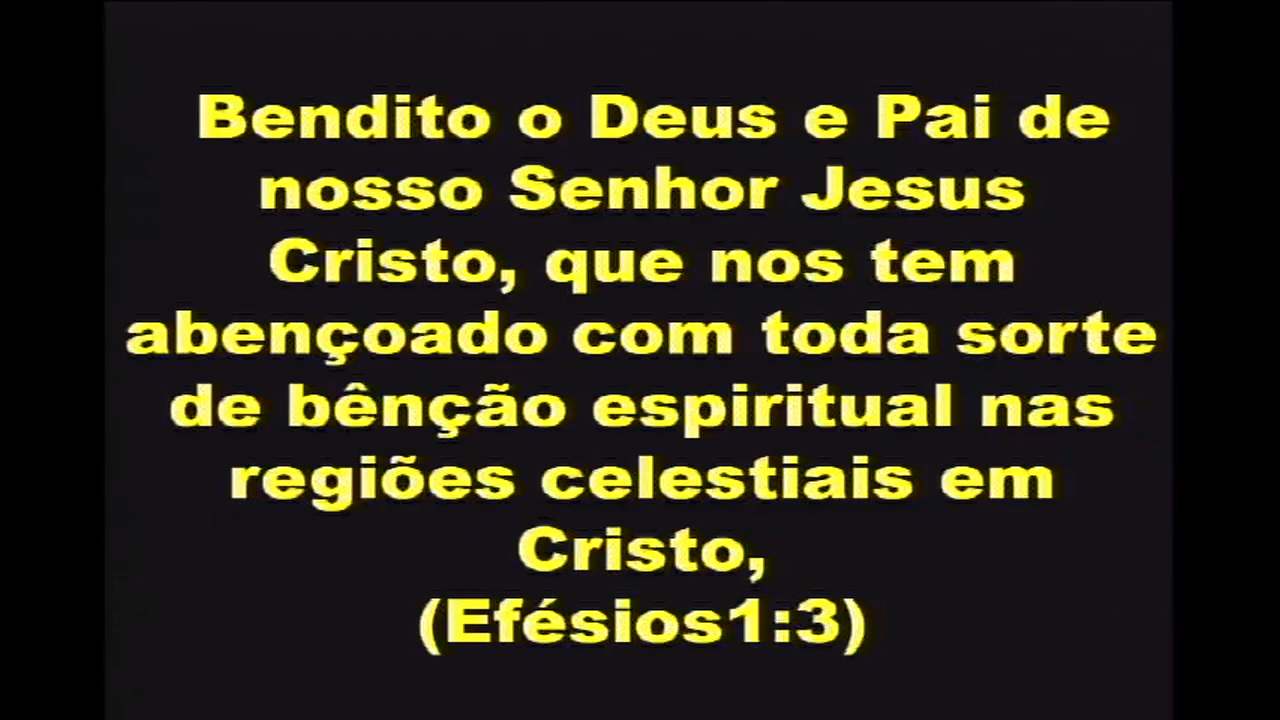 Bendito o Deus e Pai de
nosso Senhor Jesus
Cristo, que nos tem
abençoado com toda sorte
de bênção espiritual nas
regiões celestiais em
Cristo,
(Efésios1:3)